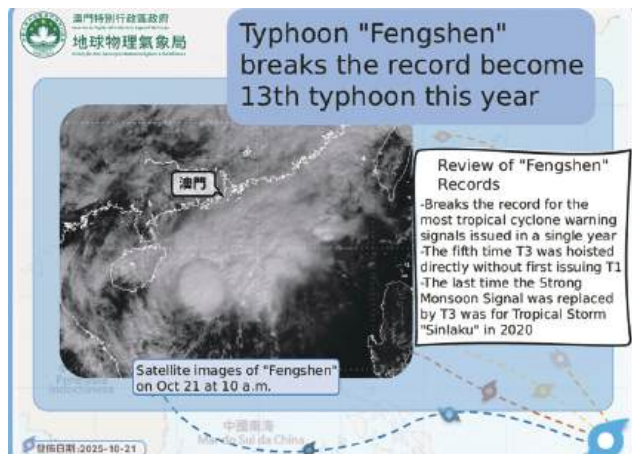 澳門特別行政區政府
地球物理氣象局
Typhoon "Fengshen"
breaks the record become
13th typhoon this year
澳門
Review of "Fengshen"
Records
-Breaks the record for the
most tropical cyclone warning
signals issued in a single year
-The fifth time T3 was hoisted
directly without first issuing T1
-The last time the Strong
Monsoon Signal was replaced
by T3 was for Tropical Storm
"Sinlaku" in 2020
Satellite images of "Fengshen"
on Oct 21 at 10 a.m.
中國南海
Mar do Sul da China
發佈日期:2025-10-21